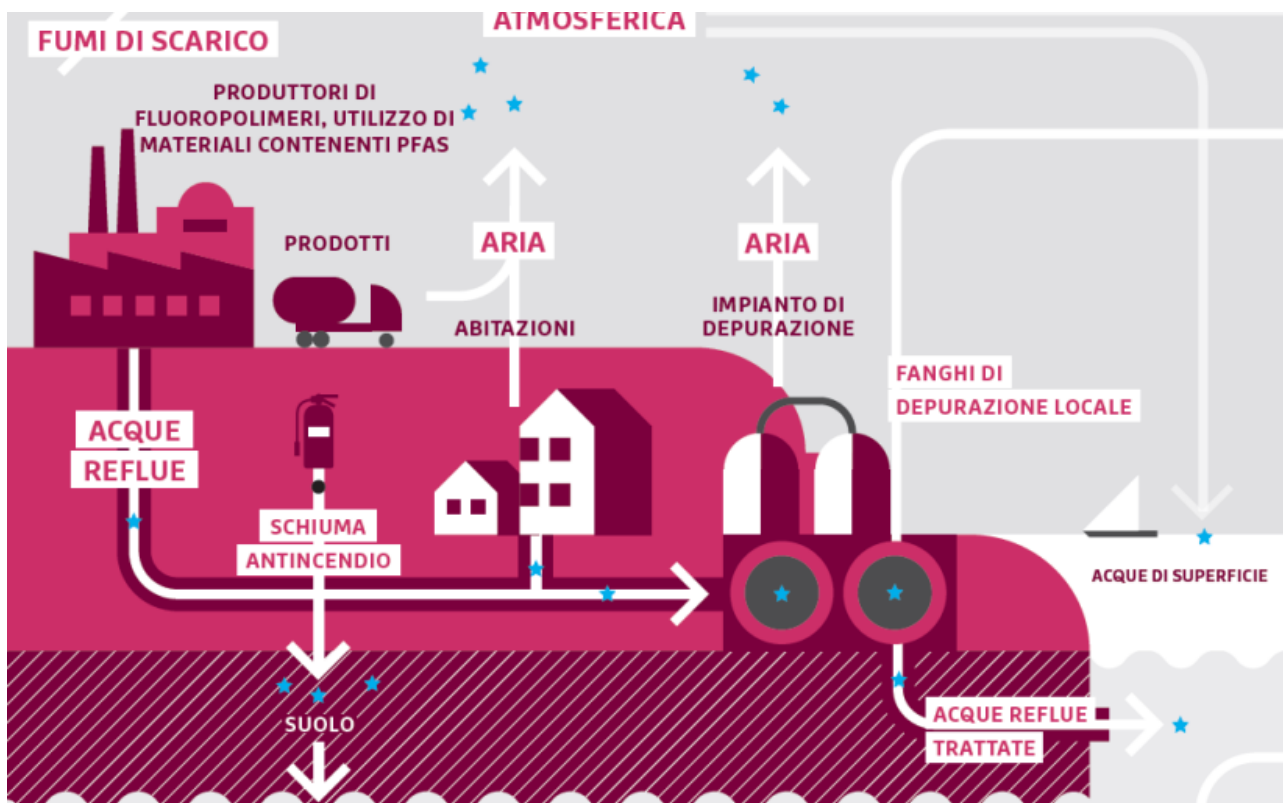 ATMOSFERICA
FUMI DI SCARICO
PRODUTTORI DI
FLUOROPOLIMERI, UTILIZZO DI
MATERIALI CONTENENTI PFAS
PRODOTTI
ARIA
ARIA
ABITAZIONI
IMPIANTO DI
DEPURAZIONE
FANGHI DI
DEPURAZIONE LOCALE
ACQUE
REFLUE
SCHIUMA
ANTINCENDIO
ACQUE DI SUPERFICIE
SUOLO
ACQUE REFLUE
TRATTATE